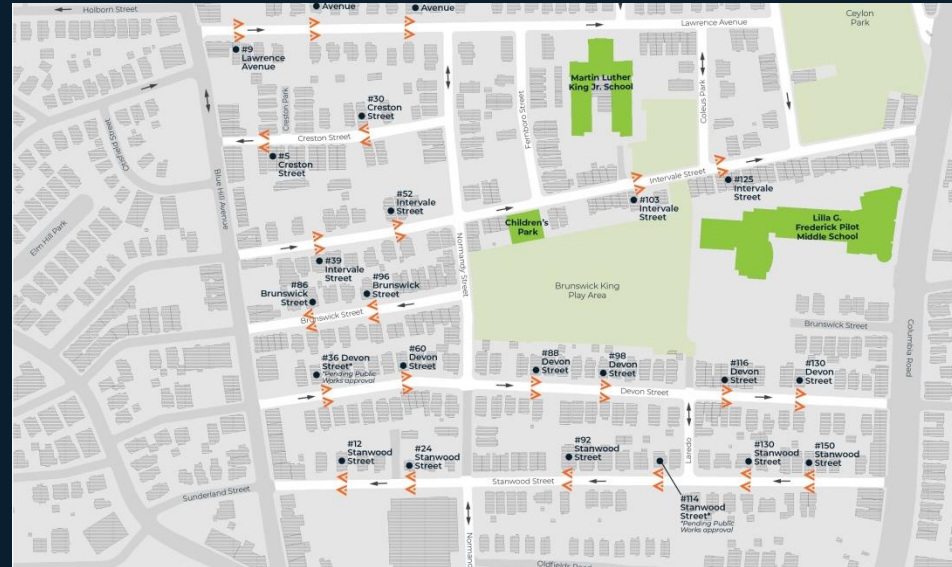 Holborn Street
Avenue
Avenue
Lawrence Avenue
Ceylon
Park
#9
Lawrence
Avenue
Martin Luther
King Jr. School
Creston Park
#30
Creston
Street
Creston Street
#5
Creston
Street
Fernboro Street
Coleus Park
Intervale Street
#125
Intervale
Street
#103
Intervale
Street
Blue Hill Avenue
Elm Hill Park
#52
Intervale
Street
Children's
Park
Lilla G.
Frederick Pilot
Middle School
#39
Intervale
Street
Normandy Street
#86
Brunswick
Street
#96
Brunswick
Street
Brunswick Street
Brunswick King
Play Area
Brunswick Street
Columbia Road
#36 Devon
Street*
*Pending Public
Works approval
#60
Devon
Street
#88
Devon
Street
#98
Devon
Street
#116
Devon
Street
#130
Devon
Street
Devon Street
Laredo
#12
Stanwood
Street
#24
Stanwood
Street
#92
Stanwood
Street
#130
Stanwood
Street
#150
Stanwood
Street
Stanwood Street
Sunderland Street
#114
Stanwood
Street*
*Pending Public
Works approval
Oldfields Road